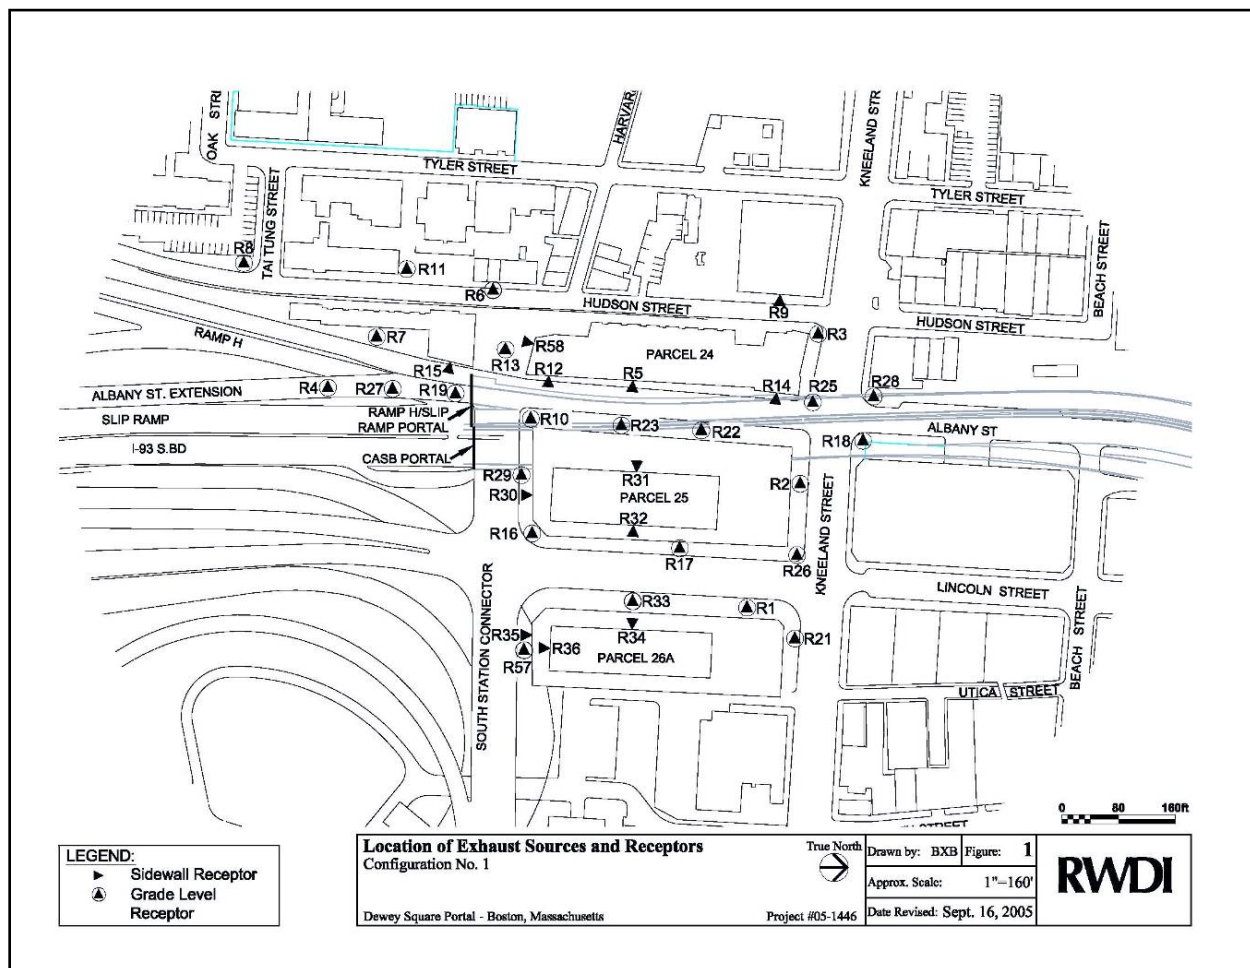 OAK STRE
TYLER STREET
HARVAR
KNEELAND STR
TYLER STREET
TAI TUNG STREET
BEACH STREET
R8
R11
R6
HUDSON STREET
R9
R3
HUDSON STREET
RAMP H
R7
R58
R13
PARCEL 24
R15
R12
R5
R14
R25
R28
ALBANY ST. EXTENSION
R4
R27
R19
SLIP RAMP
RAMP H/SLIP
RAMP PORTAL
R10
R23
R22
ALBANY ST
R18
I-93 S.BD
CASB PORTAL
R29
R31
R30
PARCEL 25
R2
R32
R16
R17
R26
KNEELAND STREET
LINCOLN STREET
SOUTH STATION CONNECTOR
R33
R1
R35
R34
R21
R36
R57
PARCEL 26A
BEACH STREET
UTICA STREET
0 80 160ft
LEGEND:
Sidewall Receptor
Grade Level
Receptor
Location of Exhaust Sources and Receptors
Configuration No. 1
Dewey Square Portal - Boston, Massachusetts
True North
Project #05-1446
Drawn by: BXB Figure: 1
Approx. Scale: 1"=160'
Date Revised: Sept. 16, 2005
RWDI